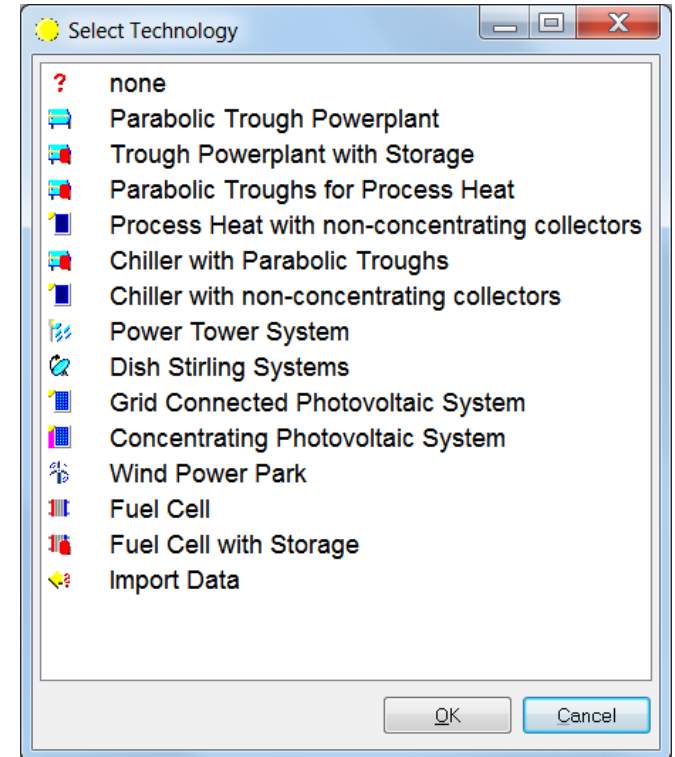 Select Technology
none
Parabolic Trough Powerplant
Trough Powerplant with Storage
Parabolic Troughs for Process Heat
Process Heat with non-concentrating collectors
Chiller with Parabolic Troughs
Chiller with non-concentrating collectors
Power Tower System
Dish Stirling Systems
Grid Connected Photovoltaic System
Concentrating Photovoltaic System
Wind Power Park
Fuel Cell
Fuel Cell with Storage
Import Data
OK Cancel